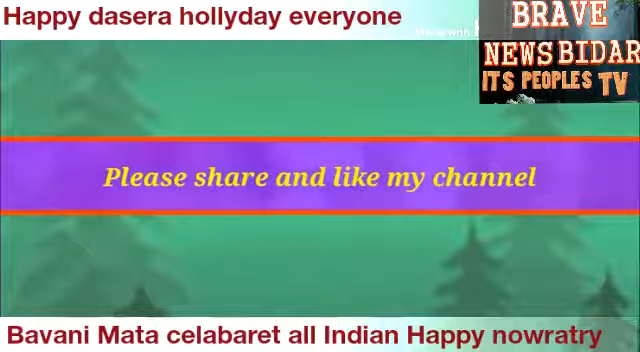 Happy dasera hollyday everyone
BRAVE
NEWS BIDAR
ITS PEOPLES TV
Please share and like my channel
Bavani Mata celabaret all Indian Happy nowratry